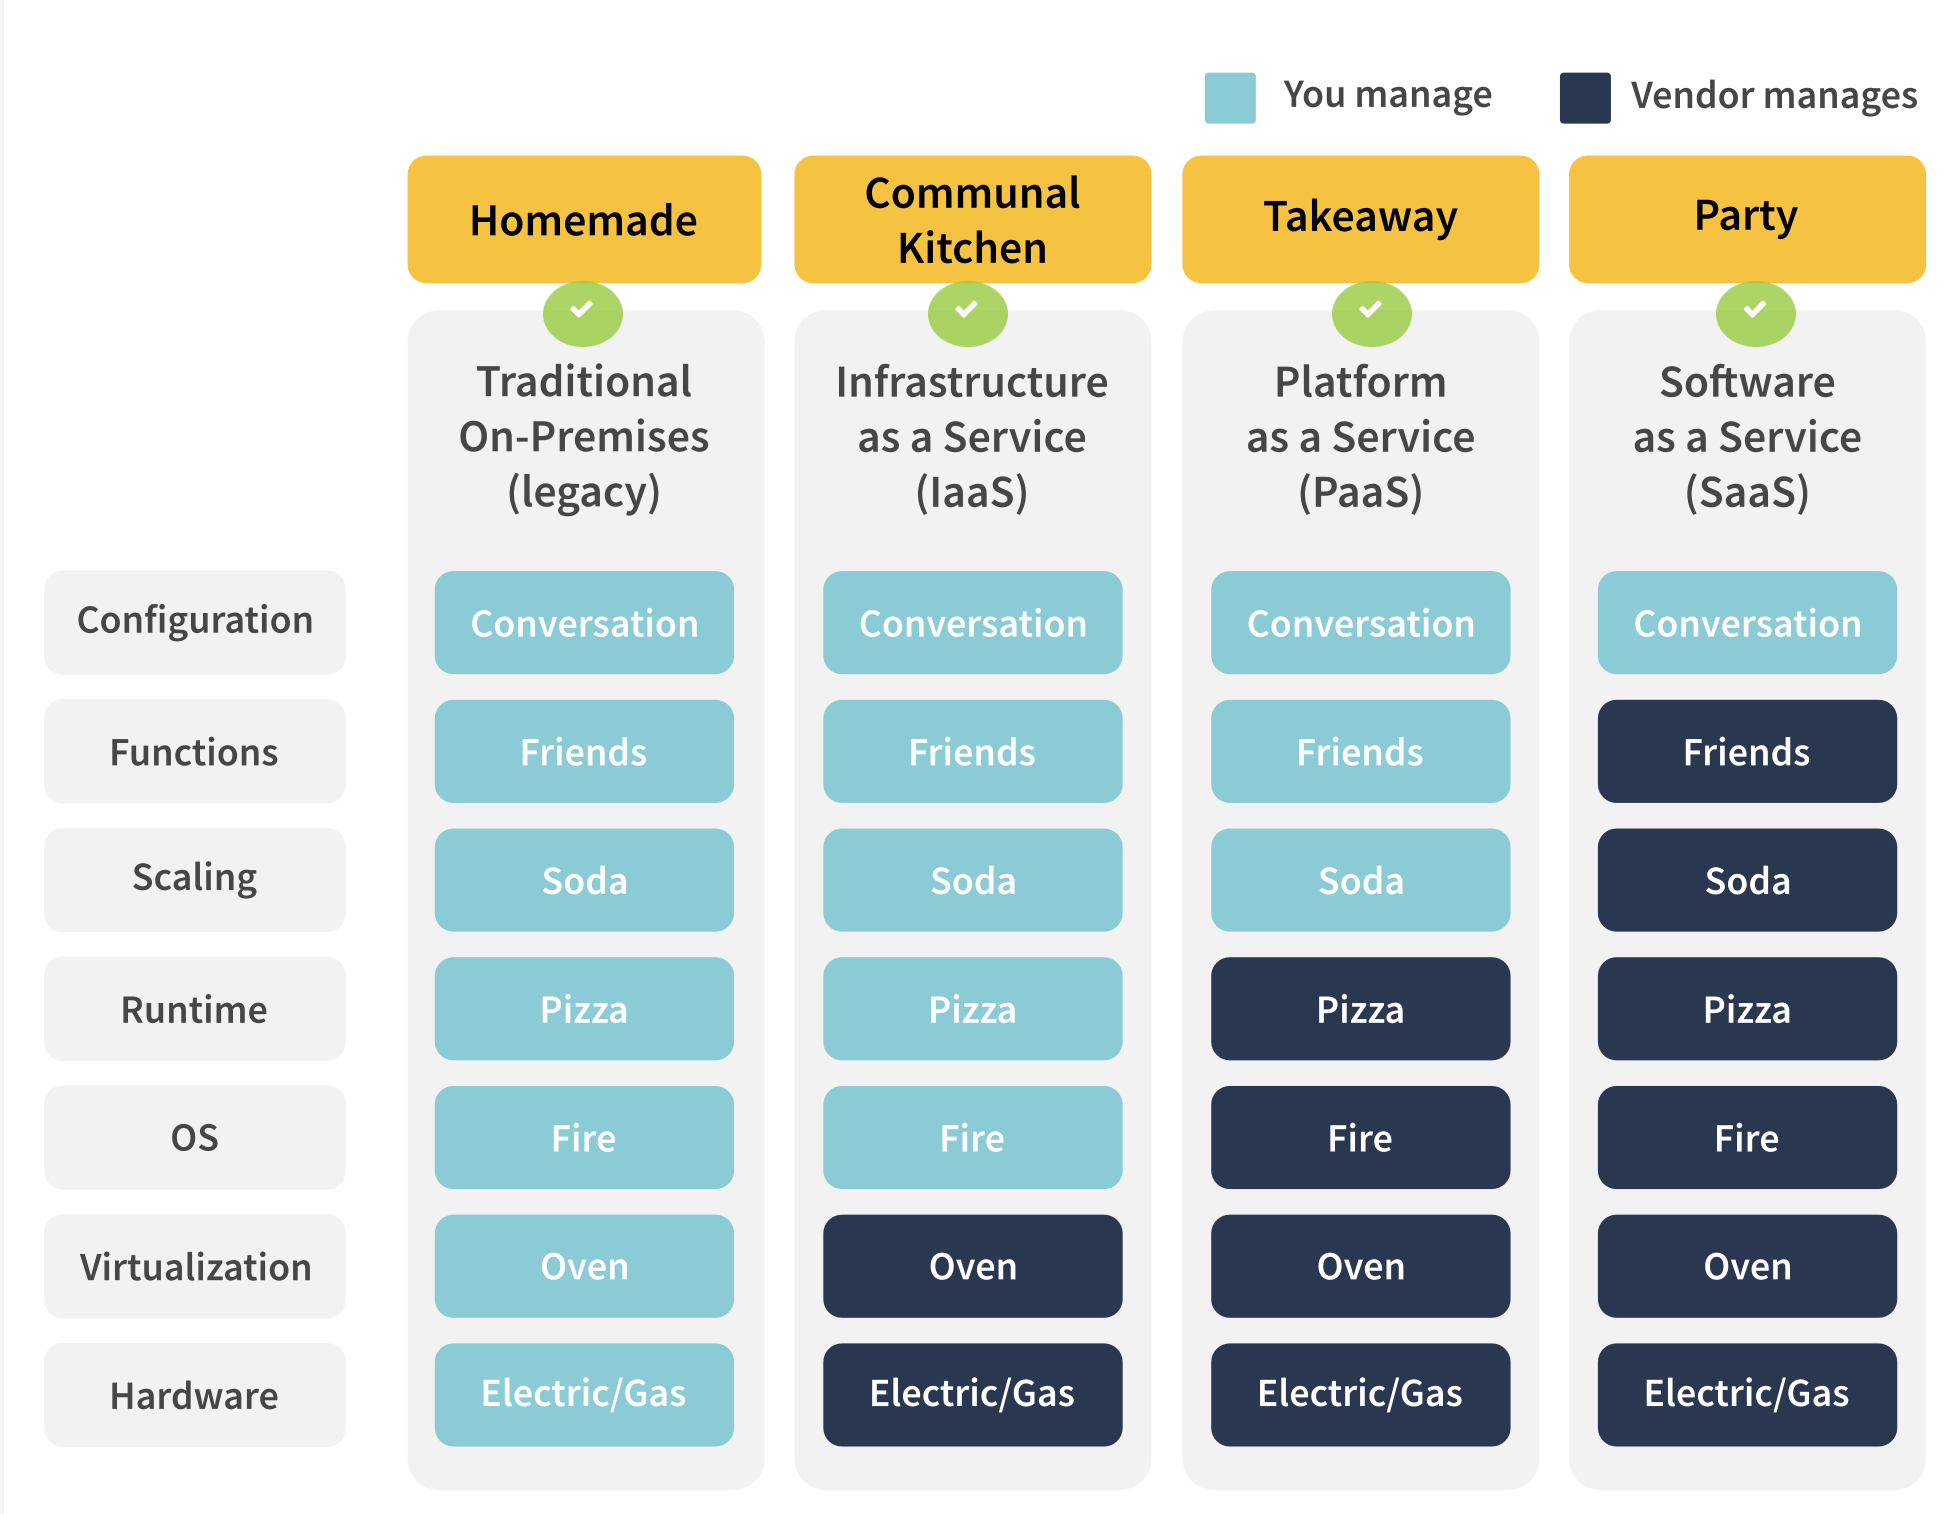 You manage
Vendor manages
Homemade
Communal
Kitchen
Takeaway
Party
Traditional
On-Premises
(legacy)
Infrastructure
as a Service
(IaaS)
Platform
as a Service
(PaaS)
Software
as a Service
(SaaS)
Configuration
Conversation
Conversation
Conversation
Conversation
Functions
Friends
Friends
Friends
Friends
Scaling
Soda
Soda
Soda
Soda
Runtime
Pizza
Pizza
Pizza
Pizza
OS
Fire
Fire
Fire
Fire
Virtualization
Oven
Oven
Oven
Oven
Hardware
Electric/Gas
Electric/Gas
Electric/Gas
Electric/Gas